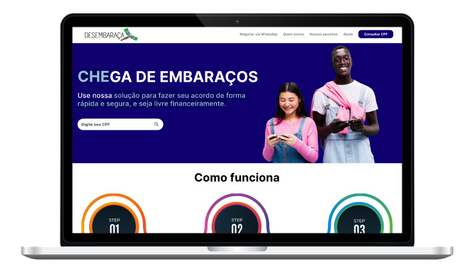 DESEMBARAÇA
Negociar via WhatsApp Quem somos Nossos parceiros Ajuda Consultar CPF
CHEGA DE EMBARAÇOS
Use nossa solução para fazer seu acordo de forma
rápida e segura, e seja livre financeiramente.
Digite seu CPF
Como funciona
STEP STEP STEP
01 02 03